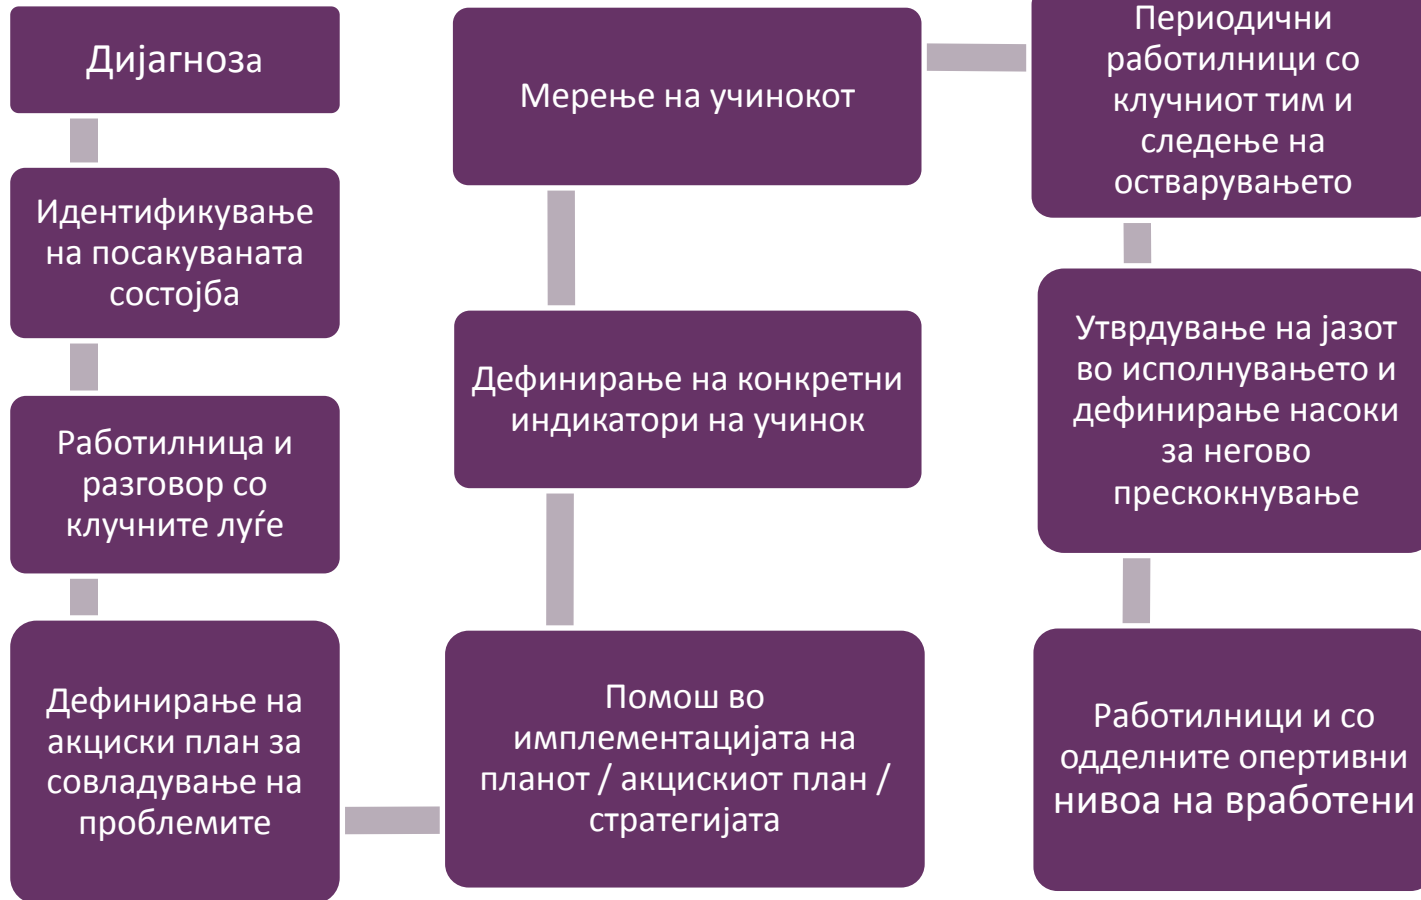 Дијагноза
Идентификување
на посакуваната
состојба
Работилница и
разговор со
клучните луѓе
Дефинирање на
акциски план за
совладување на
проблемите
Помош во
имплементацијата на
планот / акцискиот план /
стратегијата
Дефинирање на конкретни
индикатори на учинок
Мерење на учинокот
Периодични
работилници со
клучниот тим и
следење на
остварувањето
Утврдување на јазот
во исполнувањето и
дефинирање насоки
за негово
прескокнување
Работилници и со
одделните опертивни
нивоа на вработени